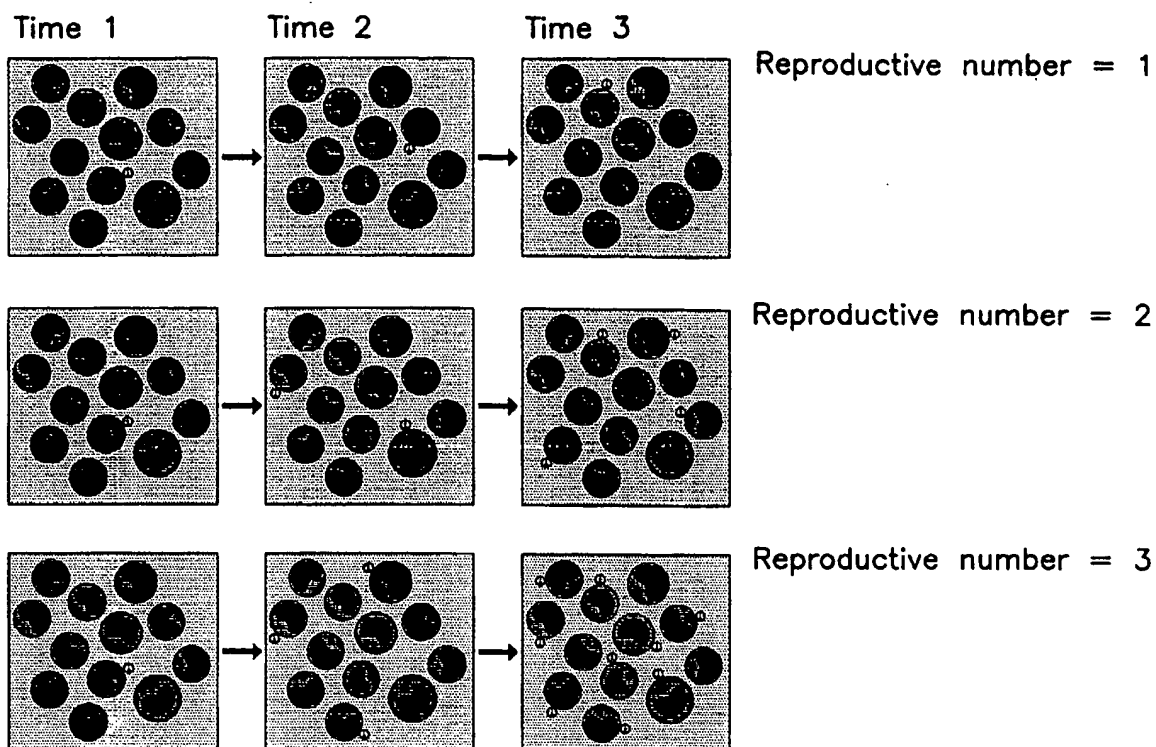 Time 1 Time 2 Time 3
Reproductive number = 1
Reproductive number = 2
Reproductive number = 3